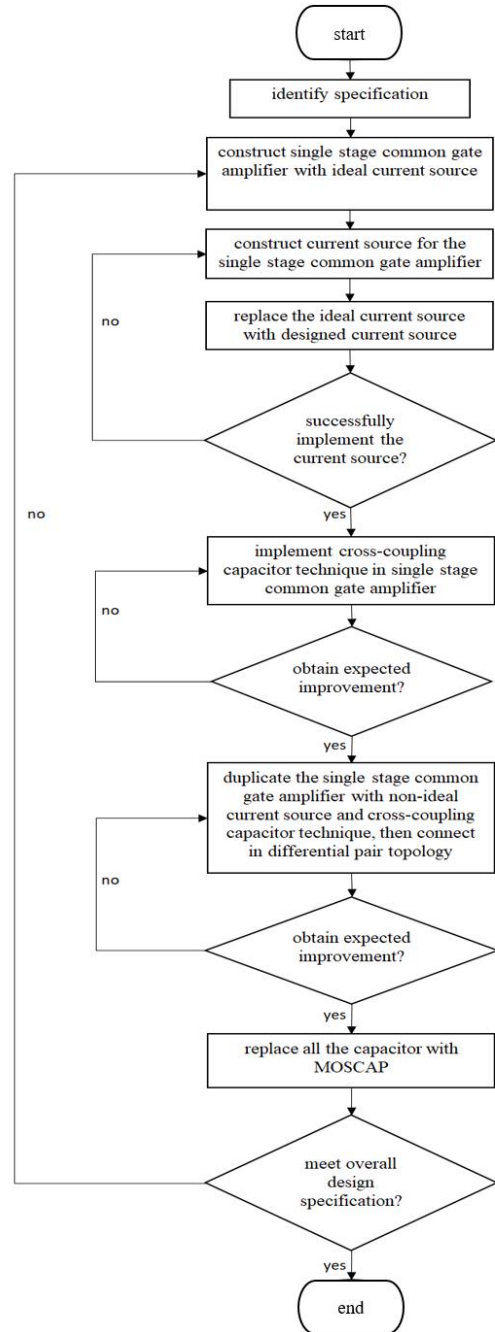 start
identify specification
construct single stage common gate
amplifier with ideal current source
construct current source for the
single stage common gate amplifier
no
replace the ideal current source
with designed current source
successfully
implement the
current source?
no
yes
implement cross-coupling
capacitor technique in single stage
common gate amplifier
no
obtain expected
improvement?
yes
duplicate the single stage common
gate amplifier with non-ideal
current source and cross-coupling
capacitor technique, then connect
in differential pair topology
no
obtain expected
improvement?
yes
replace all the capacitor with
MOSCAP
meet overall
design
specification?
yes
end